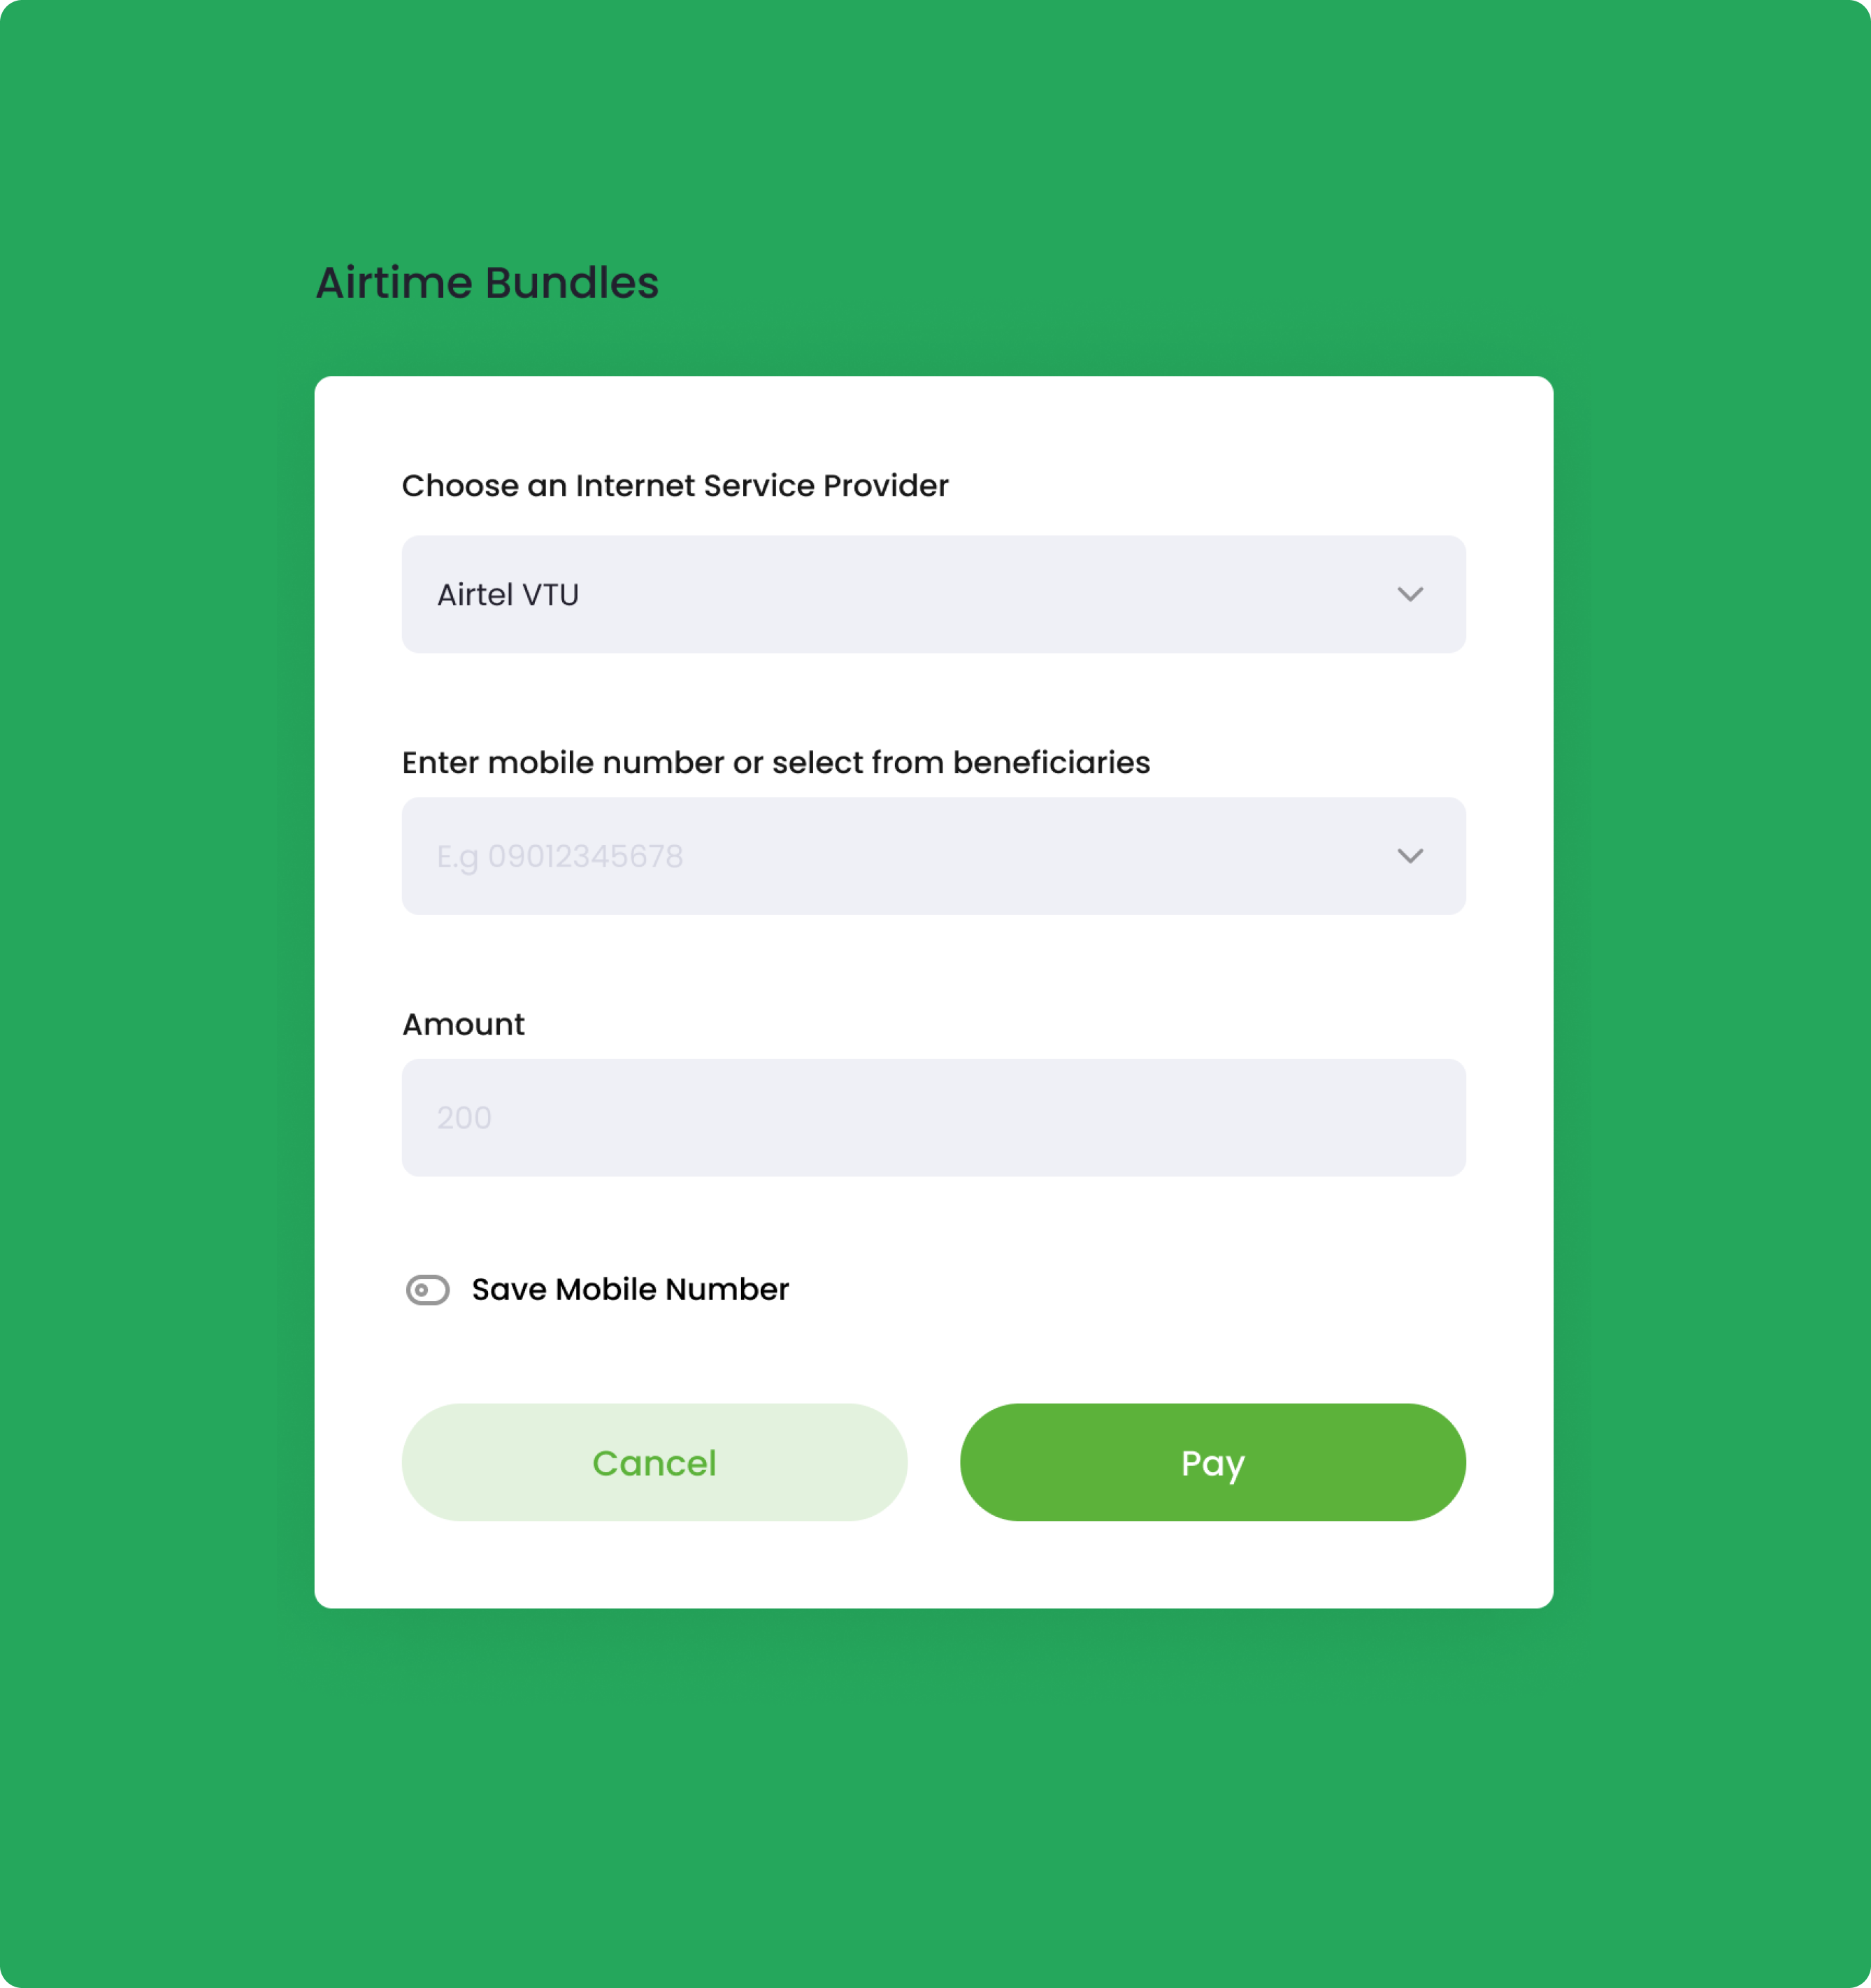 Airtime Bundles
Choose an Internet Service Provider
Airtel VTU
Enter mobile number or select from beneficiaries
E.g 09012345678
Amount
200
Save Mobile Number
Cancel
Pay